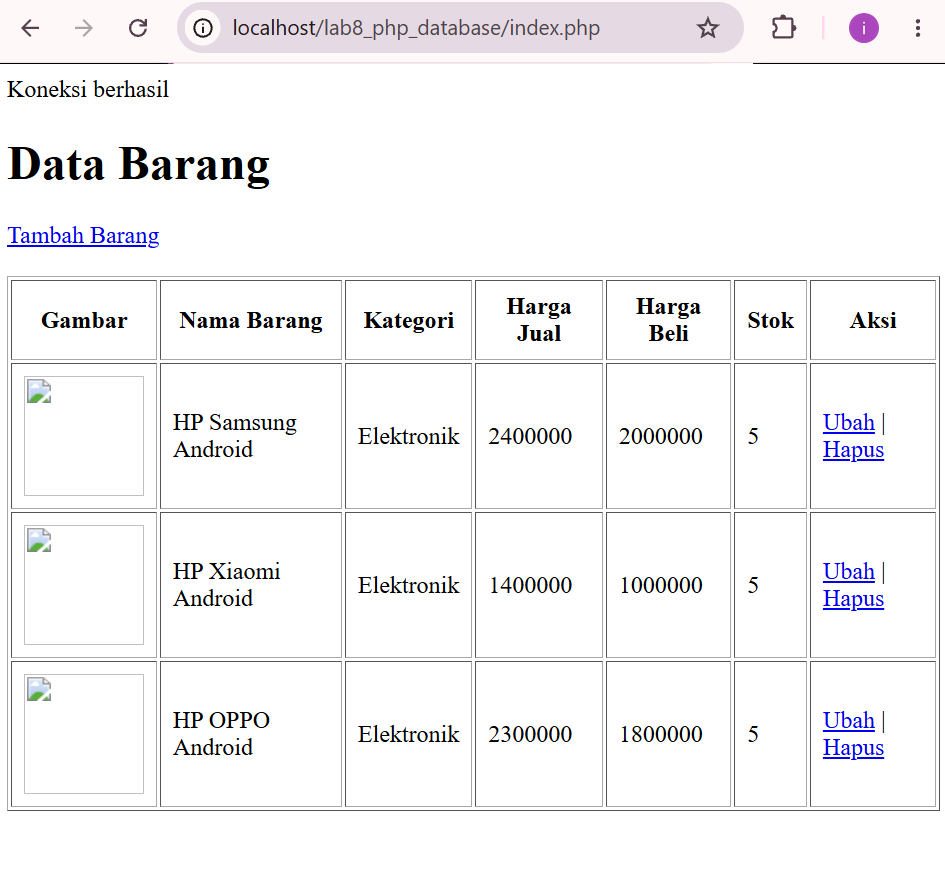 localhost/lab8_php_database/index.php
i
Koneksi berhasil
Data Barang
Tambah Barang
Gambar Nama Barang Kategori Harga Jual Harga Beli Stok Aksi
HP Samsung Android Elektronik 2400000 2000000 5 Ubah | Hapus
HP Xiaomi Android Elektronik 1400000 1000000 5 Ubah | Hapus
HP OPPO Android Elektronik 2300000 1800000 5 Ubah | Hapus